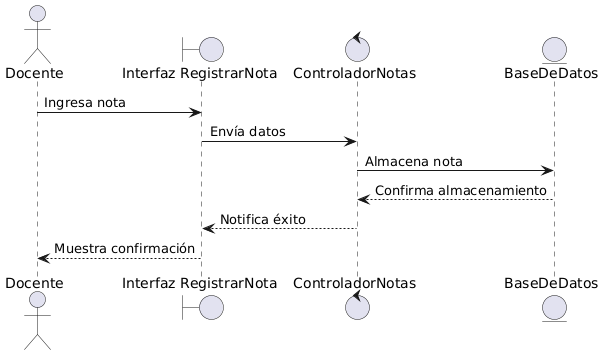 Docente
Interfaz RegistrarNota
ControladorNotas
BaseDeDatos
Ingresa nota
Envía datos
Almacena nota
Confirma almacenamiento
Notifica éxito
Muestra confirmación
Docente
Interfaz RegistrarNota
ControladorNotas
BaseDeDatos